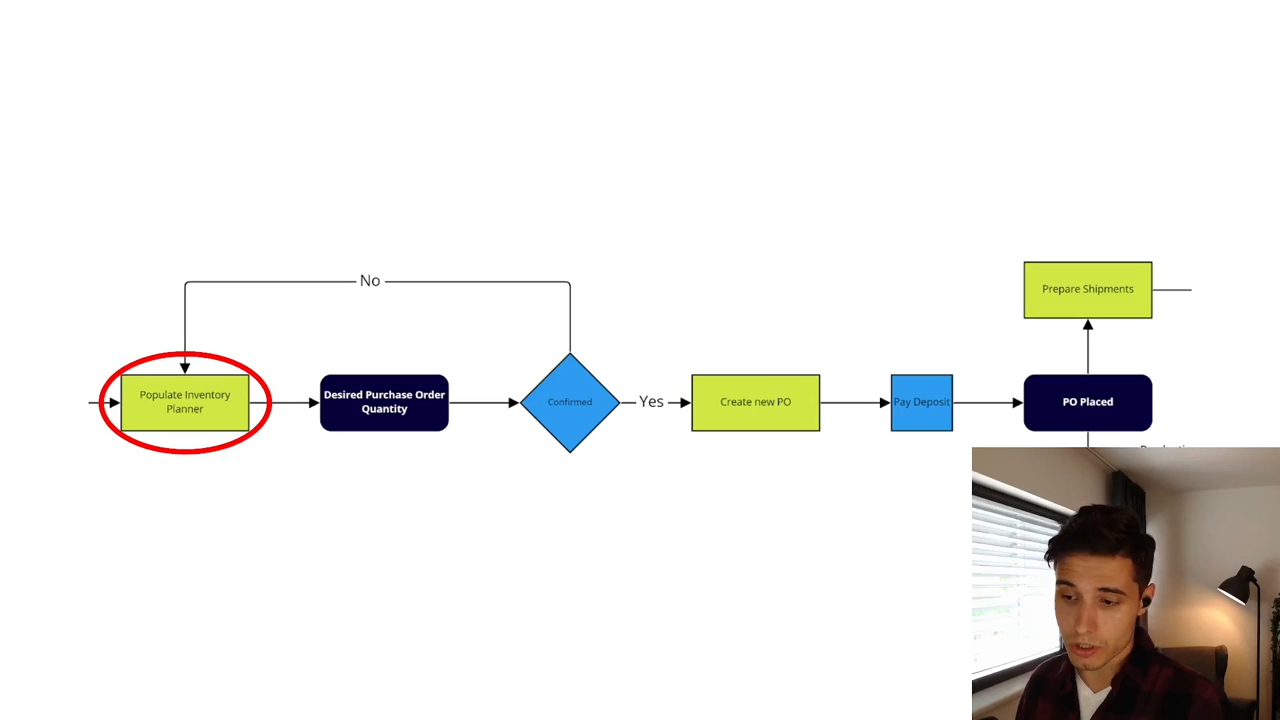 No
Prepare Shipments
Populate Inventory
Planner
Desired Purchase Order
Quantity
Confirmed
Yes
Create new PO
Pay Deposit
PO Placed